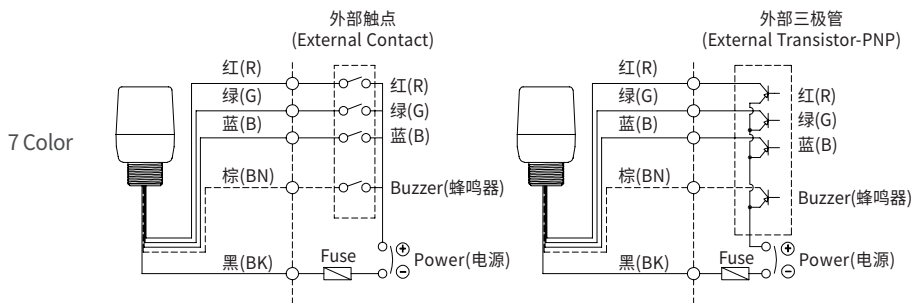 7 Color
外部触点
(External Contact)
红(R)
绿(G)
蓝(B)
棕(BN)
黑(BK)
红(R)
绿(G)
蓝(B)
Buzzer(蜂鸣器)
Fuse
Power(电源)
外部三极管
(External Transistor-PNP)
红(R)
绿(G)
蓝(B)
棕(BN)
黑(BK)
红(R)
绿(G)
蓝(B)
Buzzer(蜂鸣器)
Fuse
Power(电源)